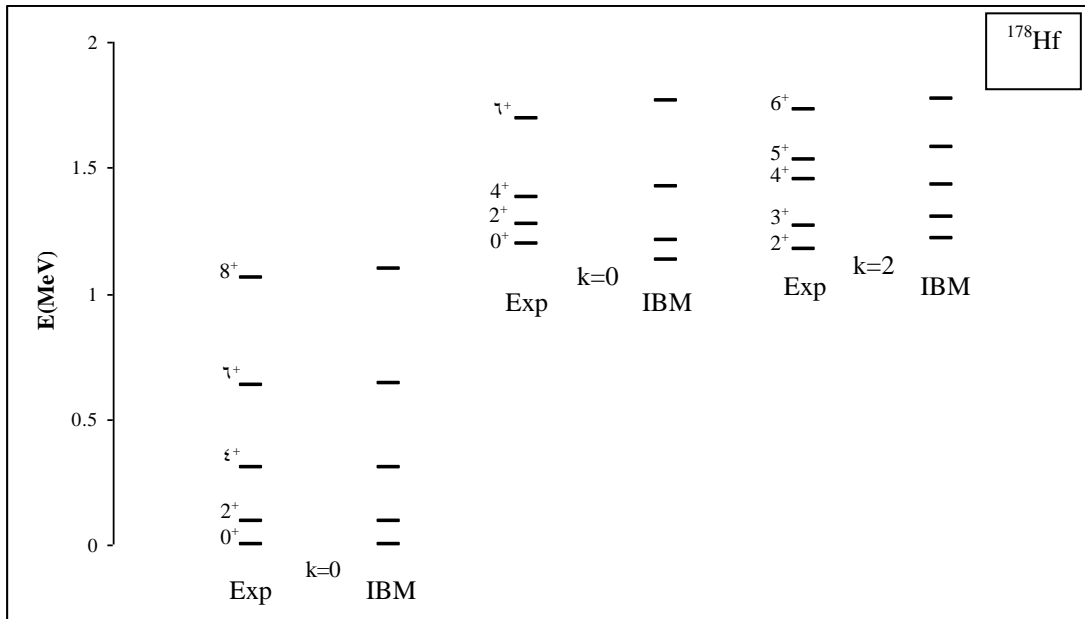 ¹⁷⁸Hf
E(MeV)
2
1.5
1
0.5
0
8⁺
٦⁺
٤⁺
2⁺
0⁺
Exp
k=0
IBM
٦⁺
4⁺
2⁺
0⁺
Exp
k=0
IBM
6⁺
5⁺
4⁺
3⁺
2⁺
Exp
k=2
IBM